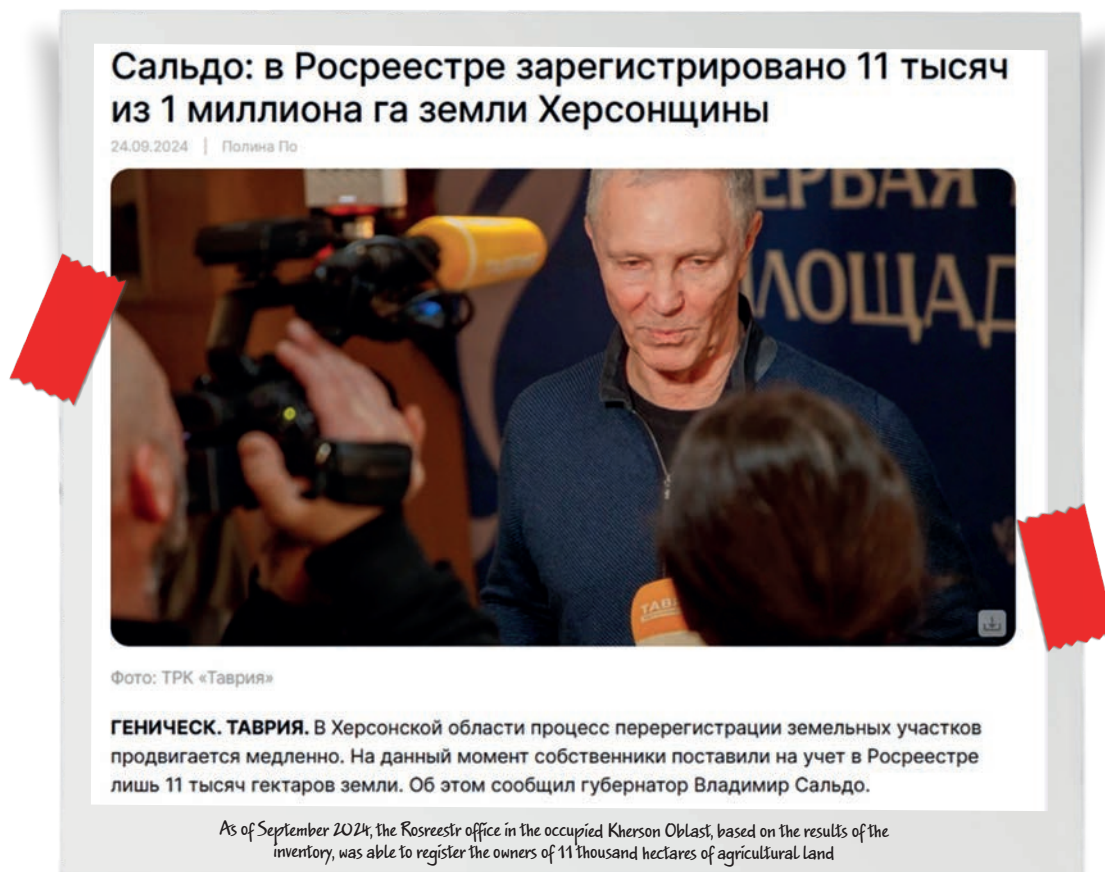 Сальдо: в Росреестре зарегистрировано 11 тысяч
из 1 миллиона га земли Херсонщины
24.09.2024 | Полина По
ЕРВАЯ
ЛОЩАД
ТАВ
Фото: ТРК «Таврия»
ГЕНИЧЕСК. ТАВРИЯ. В Херсонской области процесс перерегистрации земельных участков
продвигается медленно. На данный момент собственники поставили на учет в Росреестре
лишь 11 тысяч гектаров земли. Об этом сообщил губернатор Владимир Сальдо.
As of September 2024, the Rosreestr office in the occupied Kherson Oblast, based on the results of the
inventory, was able to register the owners of 11 thousand hectares of agricultural land